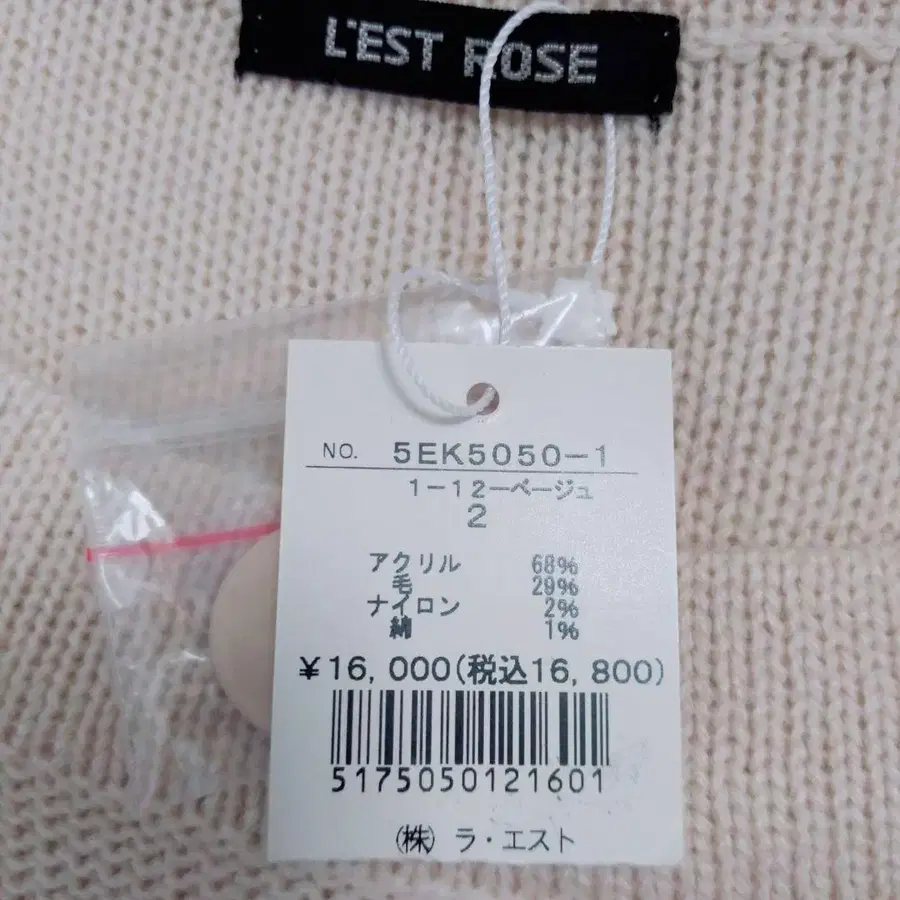 L'EST ROSE
NO. 5EK5050-1
1-12-ベージュ
2
アクリル 68%
毛 29%
ナイロン 2%
綿 1%
¥16,000(税込16,800)
5175050121601
(株)ラ・エスト